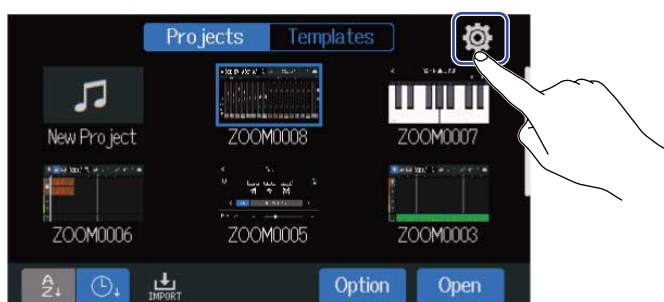 Projects Templates
New Project ZOOM0008 ZOOM0007
ZOOM0006 ZOOM0005 ZOOM0003
A Z↓ IMPORT Option Open